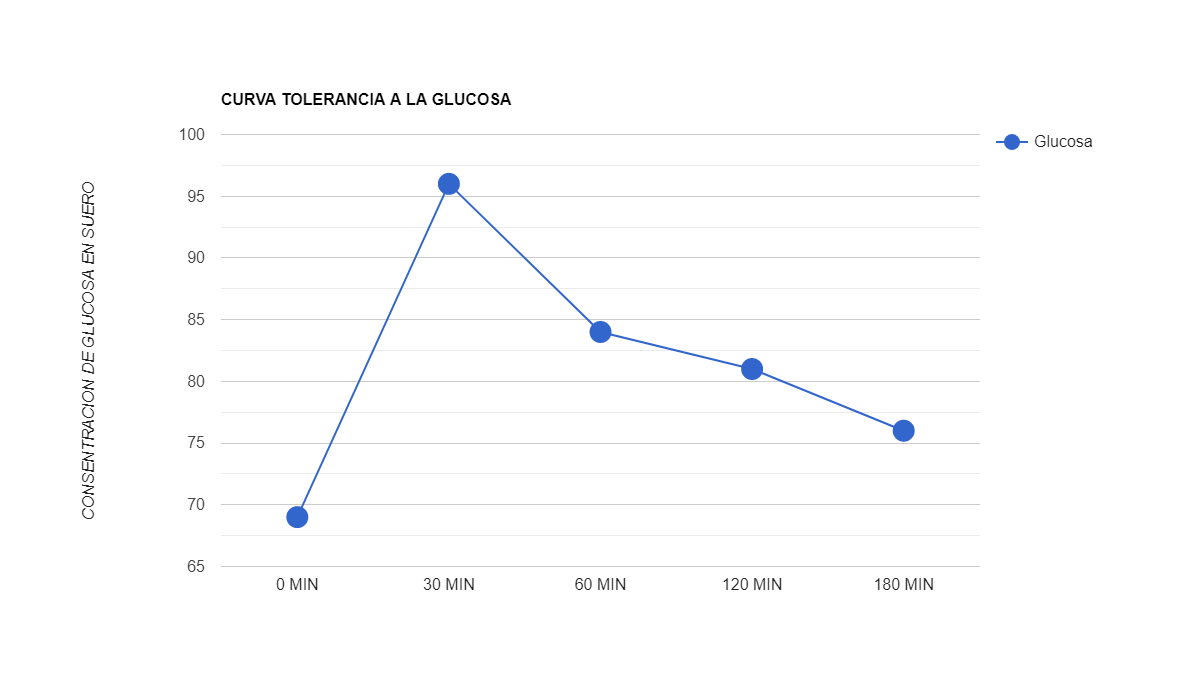 CURVA TOLERANCIA A LA GLUCOSA
CONSENTRACION DE GLUCOSA EN SUERO
100
95
90
85
80
75
70
65
0 MIN
30 MIN
60 MIN
120 MIN
180 MIN
Glucosa